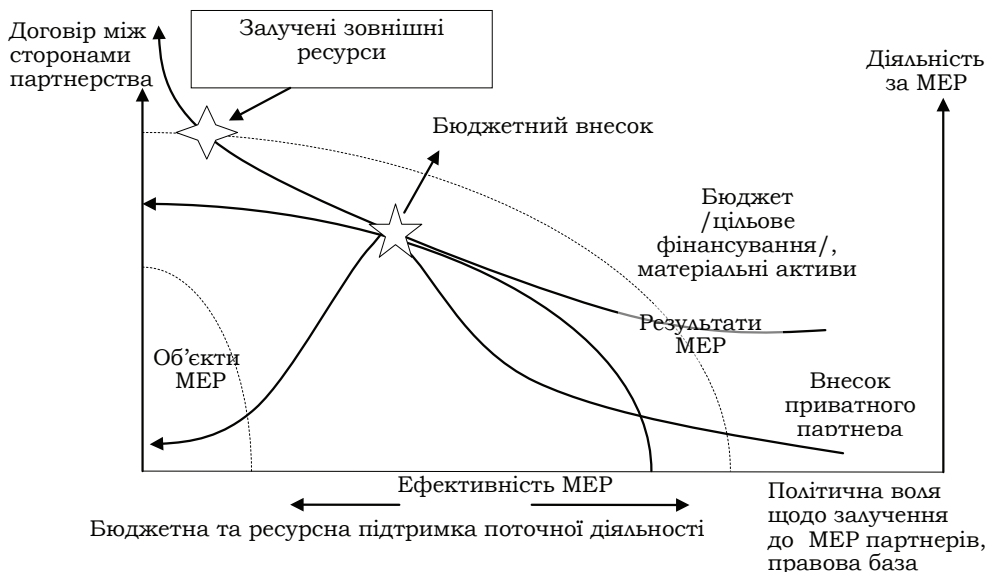 Договір між
сторонами
партнерства
Залучені зовнішні
ресурси
Діяльність
за МЕР
Бюджетний внесок
Бюджет
/цільове
фінансування/,
матеріальні активи
Результати
МЕР
Об’єкти
МЕР
Внесок
приватного
партнера
Ефективність МЕР
Бюджетна та ресурсна підтримка поточної діяльності
Політична воля
щодо залучення
до МЕР партнерів,
правова база